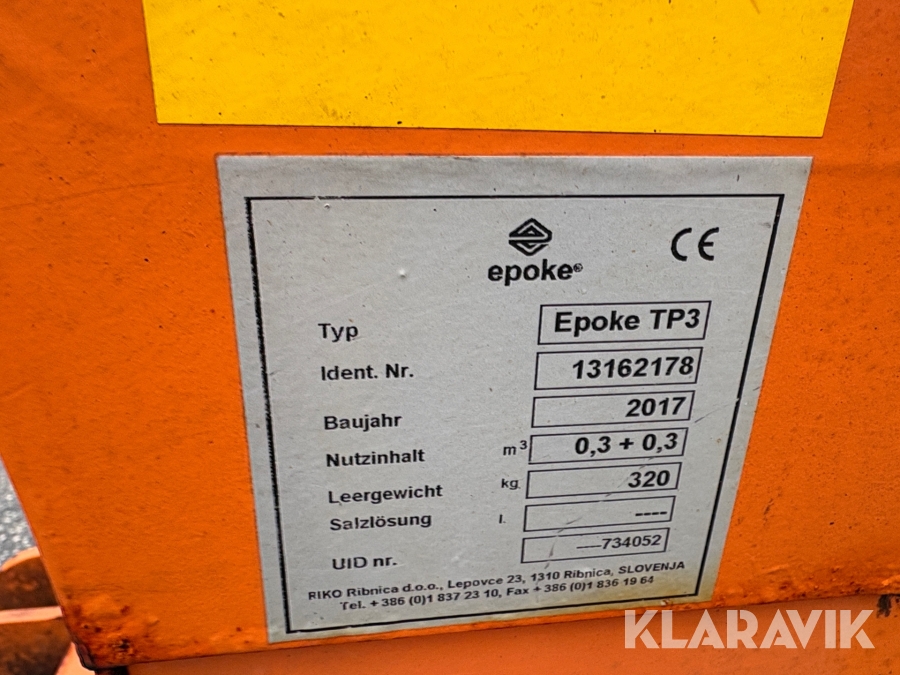 epoke®
CE
Typ Epoke TP3
Ident. Nr. 13162178
Baujahr 2017
Nutzinhalt m³ 0,3 + 0,3
Leergewicht kg 320
Salzlösung l. ----
UID nr. ----734052
RIKO Ribnica d.o.o., Lepovce 23, 1310 Ribnica, SLOVENJA
Tel. + 386 (0)1 837 23 10, Fax + 386 (0)1 836 19 64
KLARAVIK